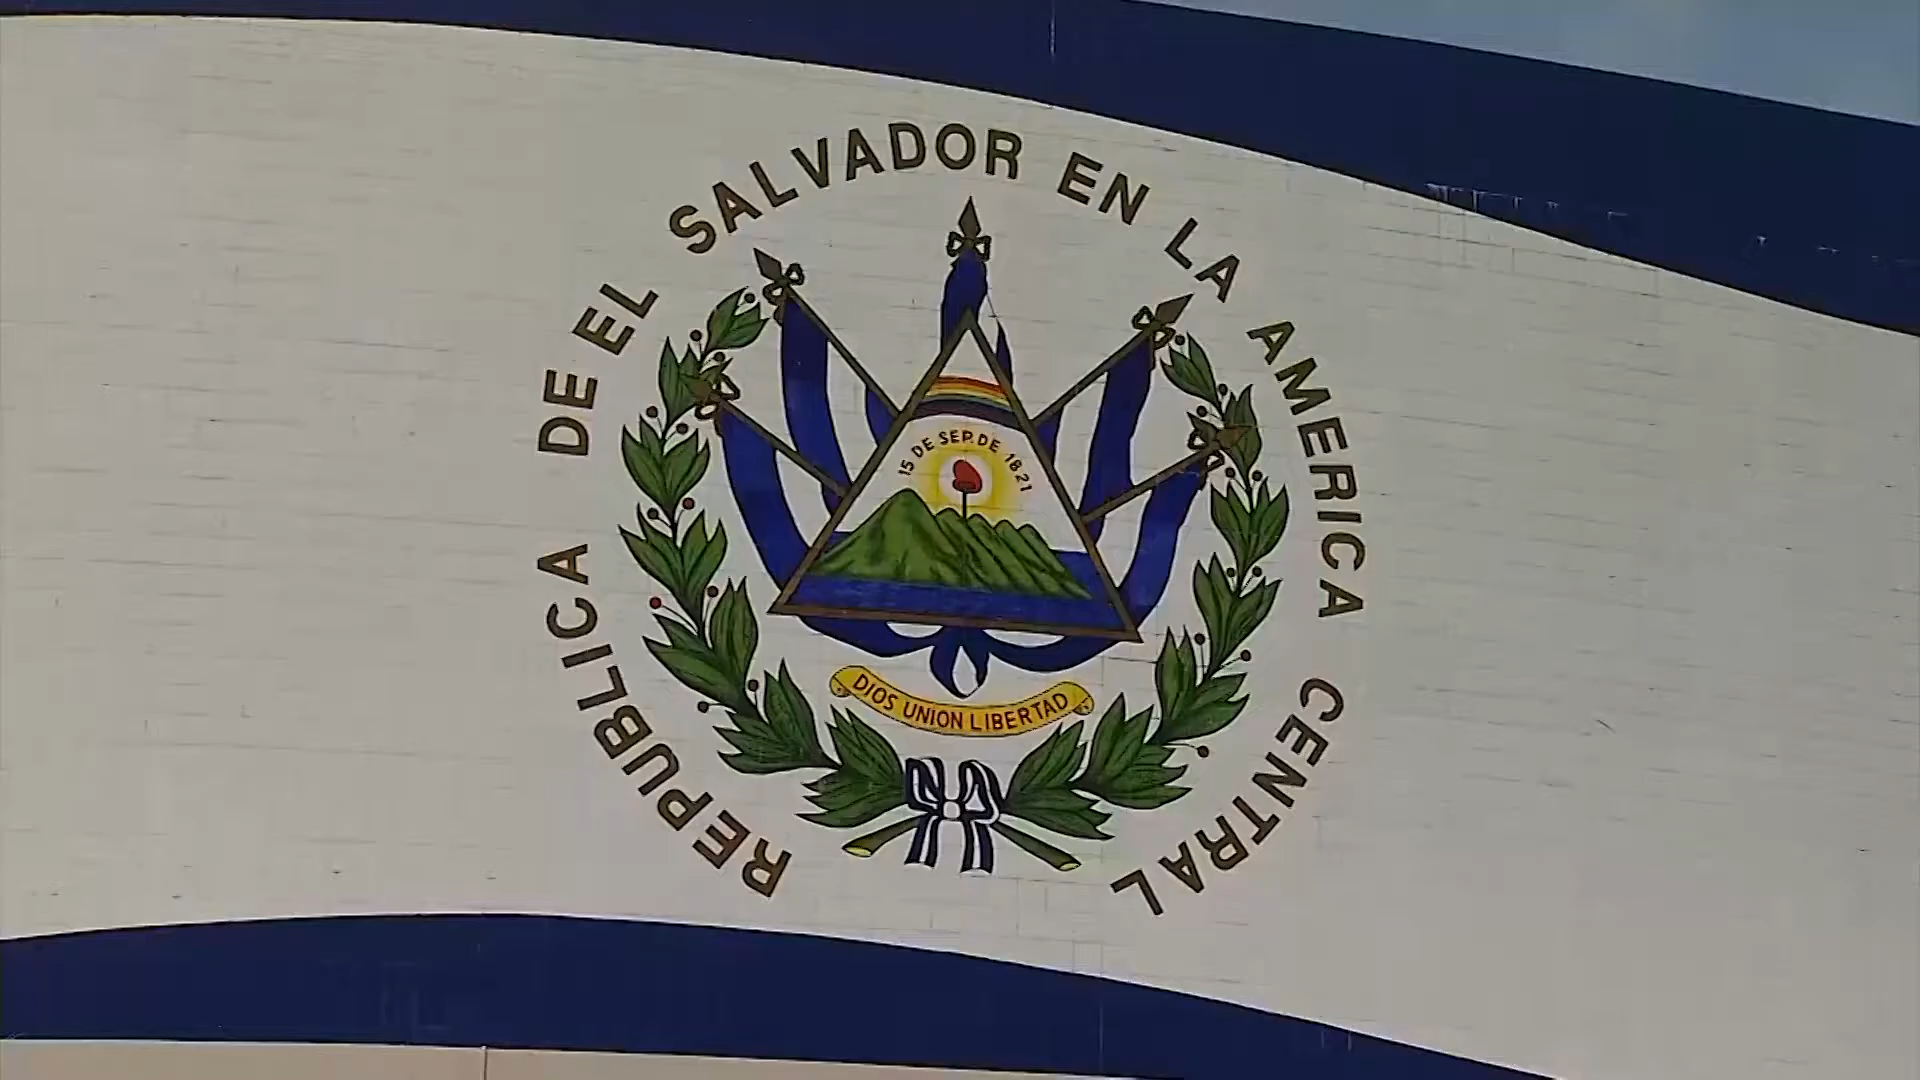 REPUBLICA DE EL SALVADOR EN LA AMERICA CENTRAL
15 DE SEP. DE 1821
DIOS UNION LIBERTAD